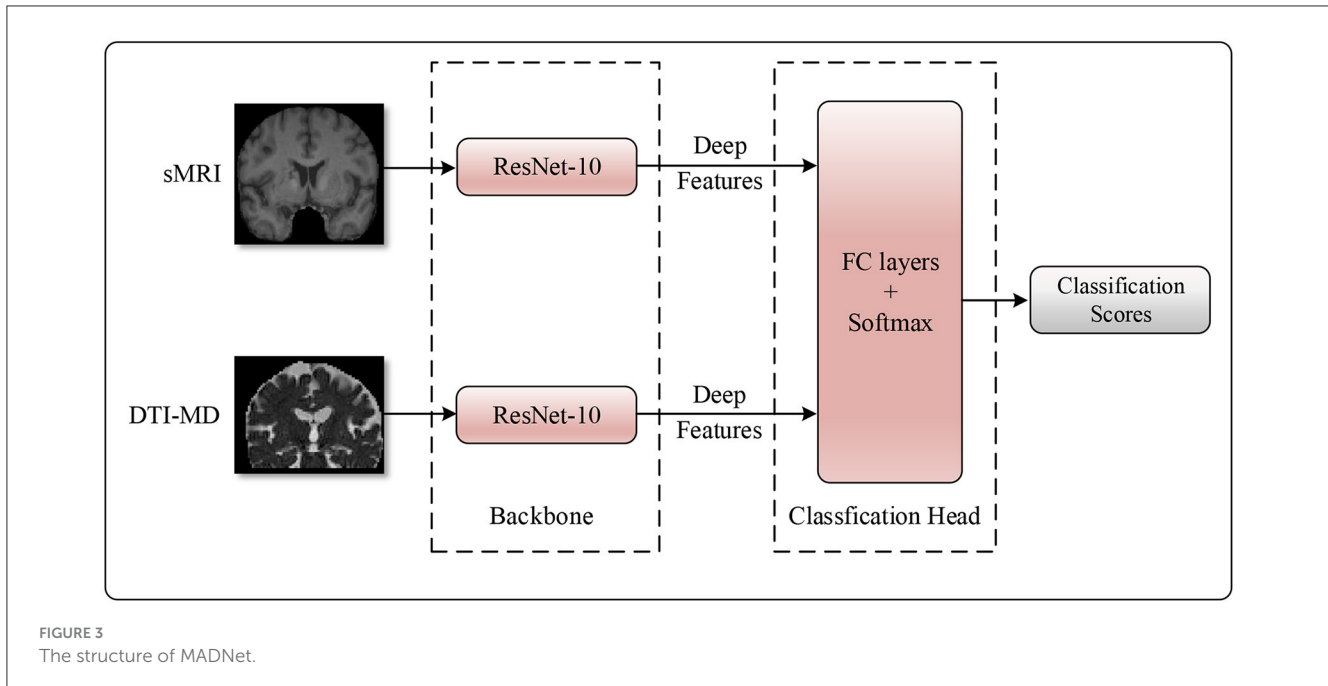 sMRI
ResNet-10
Deep
Features
FC layers
+
Softmax
Classification
Scores
DTI-MD
ResNet-10
Deep
Features
Backbone
Classfication Head
FIGURE 3
The structure of MADNet.